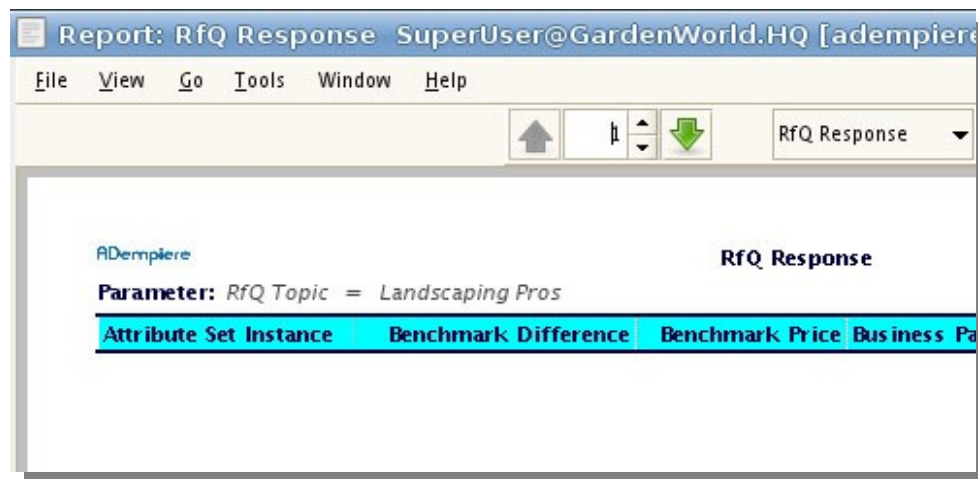 Report: RfQ Response SuperUser@GardenWorld.HQ [adempiere
File View Go Tools Window Help
1 RfQ Response
ADempiere
RfQ Response
Parameter: RfQ Topic = Landscaping Pros
Attribute Set Instance Benchmark Difference Benchmark Price Business Pa